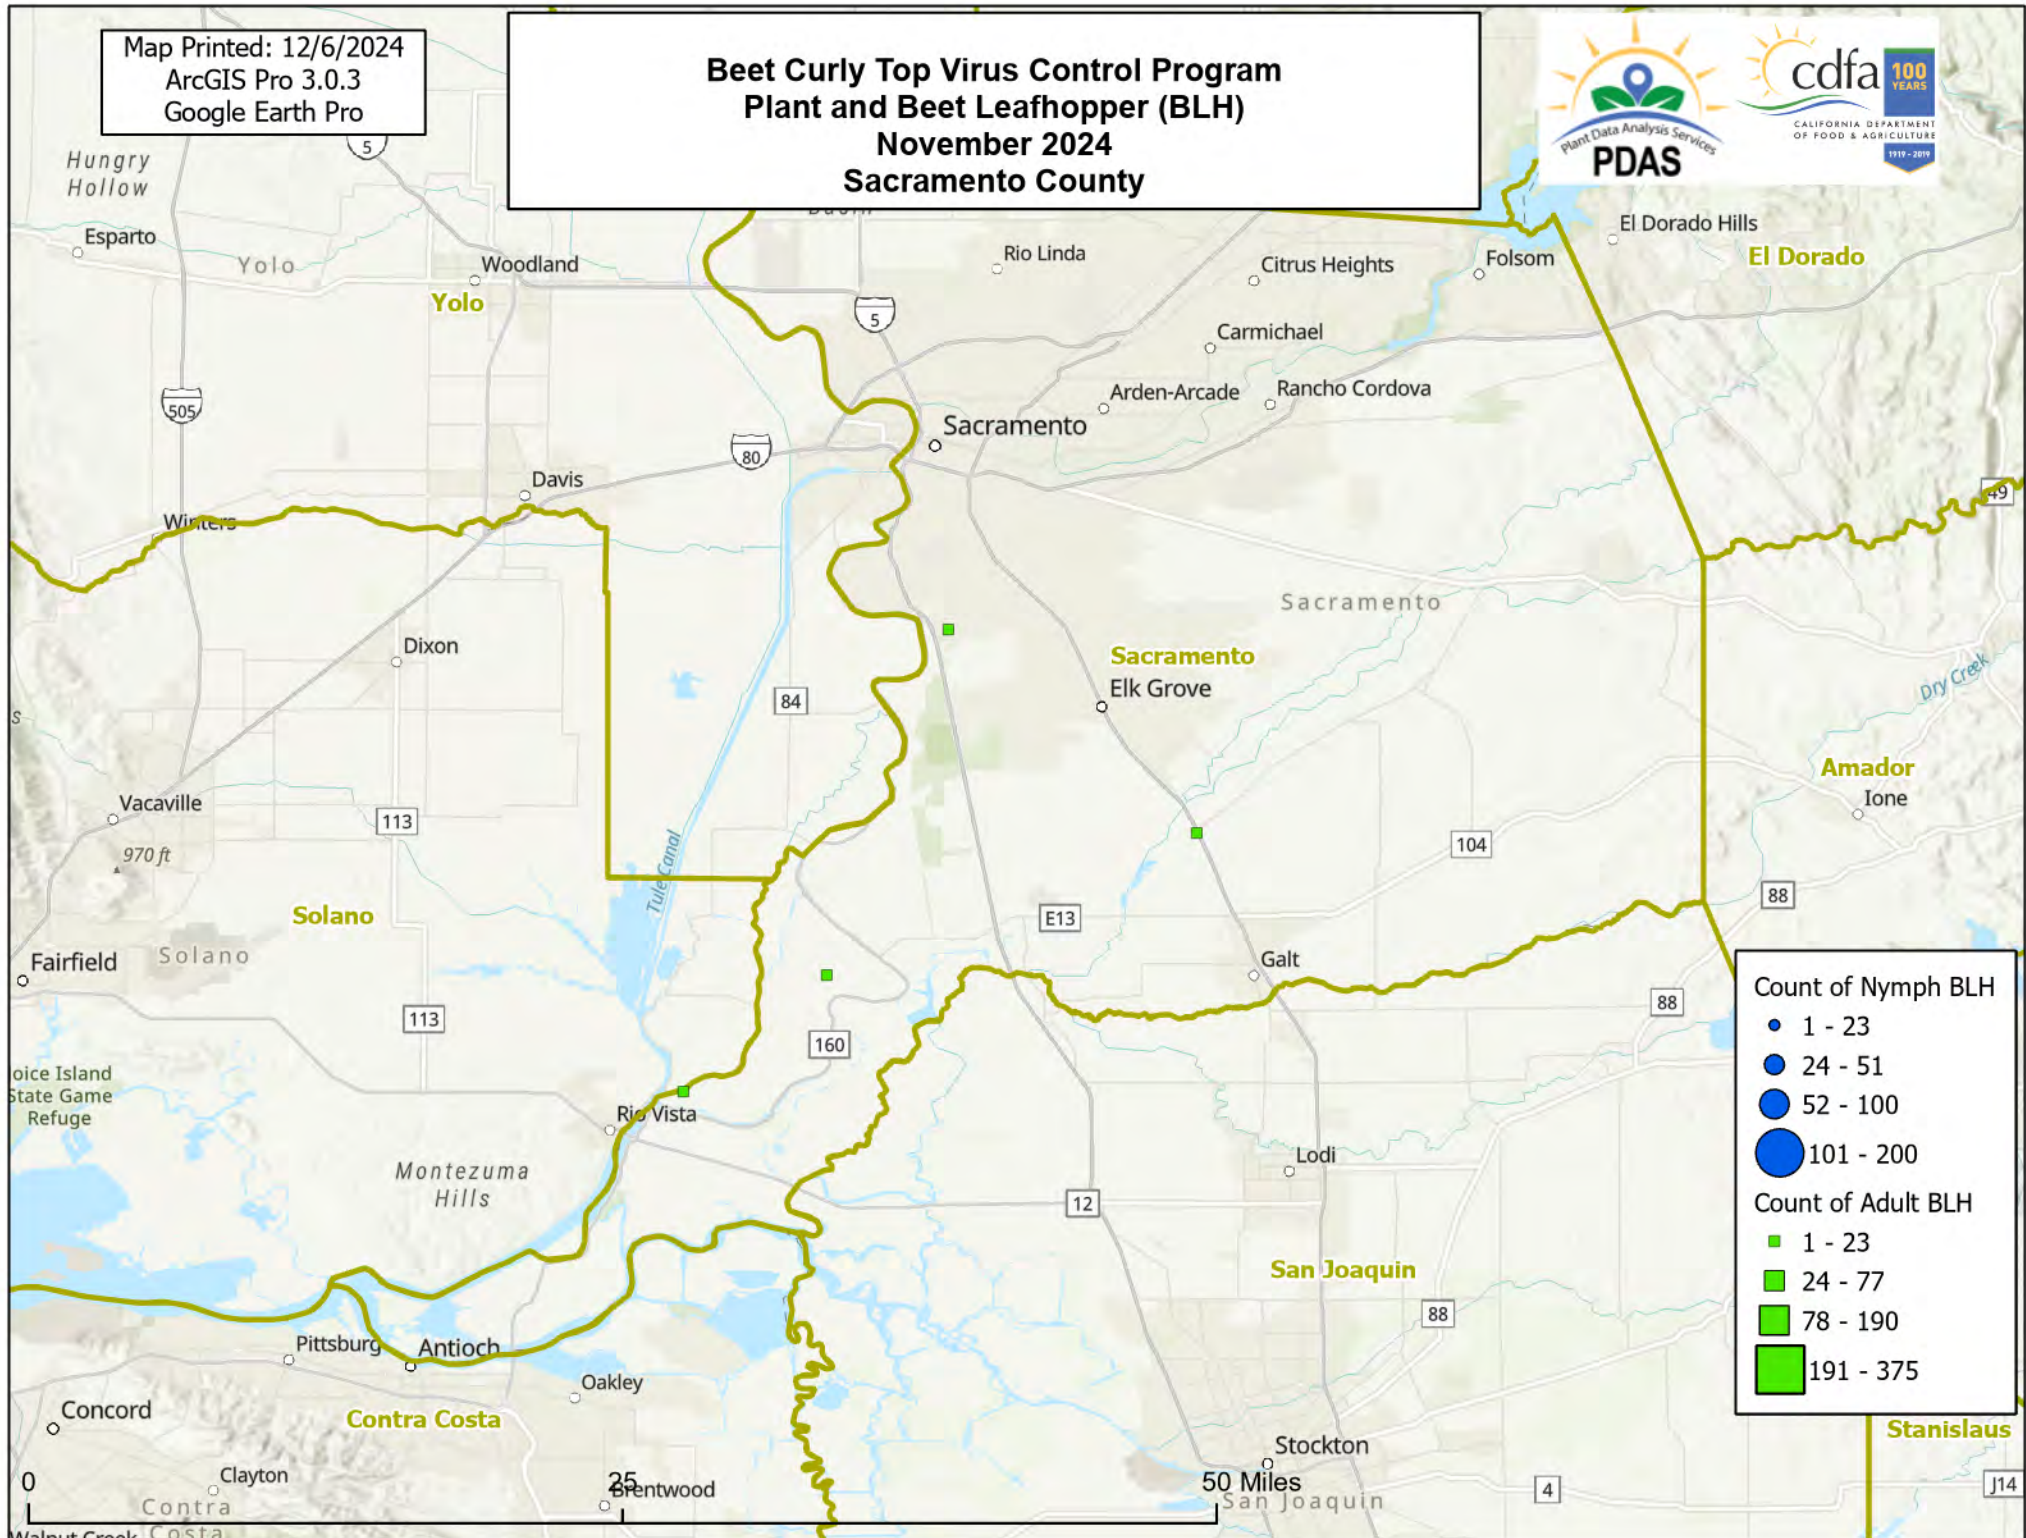 Map Printed: 12/6/2024
ArcGIS Pro 3.0.3
Google Earth Pro
Beet Curly Top Virus Control Program
Plant and Beet Leafhopper (BLH)
November 2024
Sacramento County
Plant Data Analysis Services
PDAS
cdfa
100
YEARS
CALIFORNIA DEPARTMENT
OF FOOD & AGRICULTURE
1919 - 2019
5
Hungry
Hollow
Esparto
Yolo
Woodland
Yolo
Rio Linda
Citrus Heights
Folsom
El Dorado Hills
El Dorado
5
Carmichael
505
Arden-Arcade
Rancho Cordova
Sacramento
80
Davis
49
Winters
Sacramento
Dixon
Sacramento
Elk Grove
Dry Creek
84
Amador
Ione
Vacaville
113
970 ft
104
Tule Canal
Solano
E13
88
Fairfield
Solano
Galt
113
88
160
oice Island
State Game
Refuge
Rio Vista
Montezuma
Hills
Lodi
12
San Joaquin
88
Pittsburg
Antioch
Oakley
Concord
Contra Costa
Stockton
Stanislaus
Clayton
Brentwood
Contra
Costa
Walnut Creek
San Joaquin
4
J14
0
25
50 Miles
Count of Nymph BLH
1 - 23
24 - 51
52 - 100
101 - 200
Count of Adult BLH
1 - 23
24 - 77
78 - 190
191 - 375